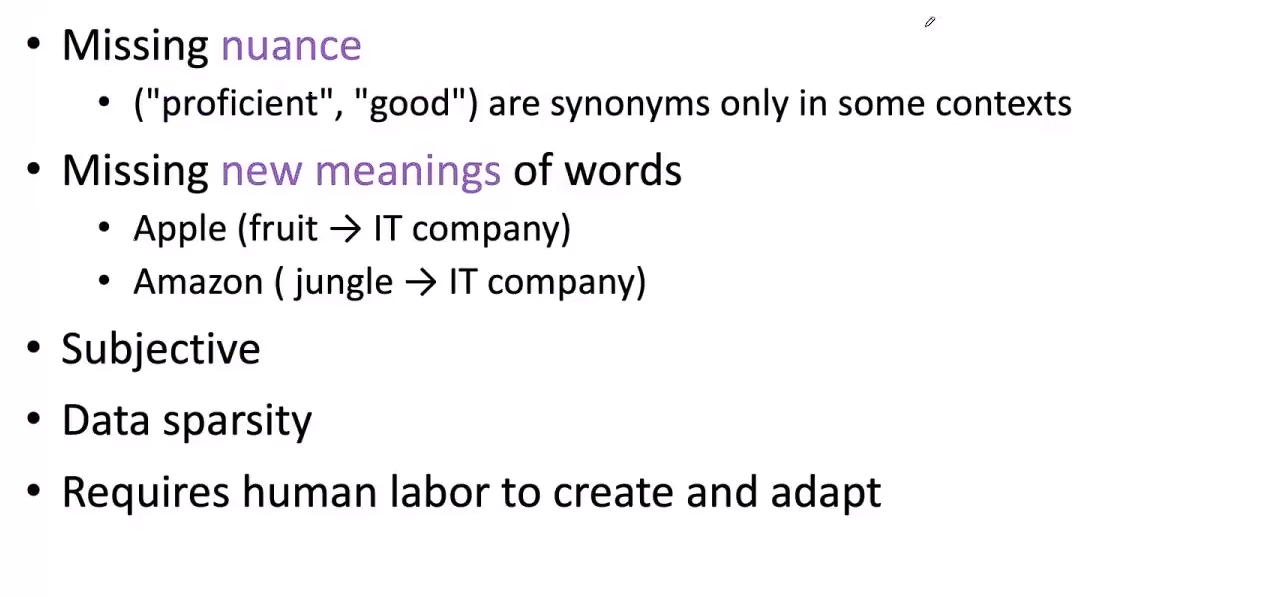 • Missing nuance
• ("proficient", "good") are synonyms only in some contexts
• Missing new meanings of words
• Apple (fruit → IT company)
• Amazon ( jungle → IT company)
• Subjective
• Data sparsity
• Requires human labor to create and adapt